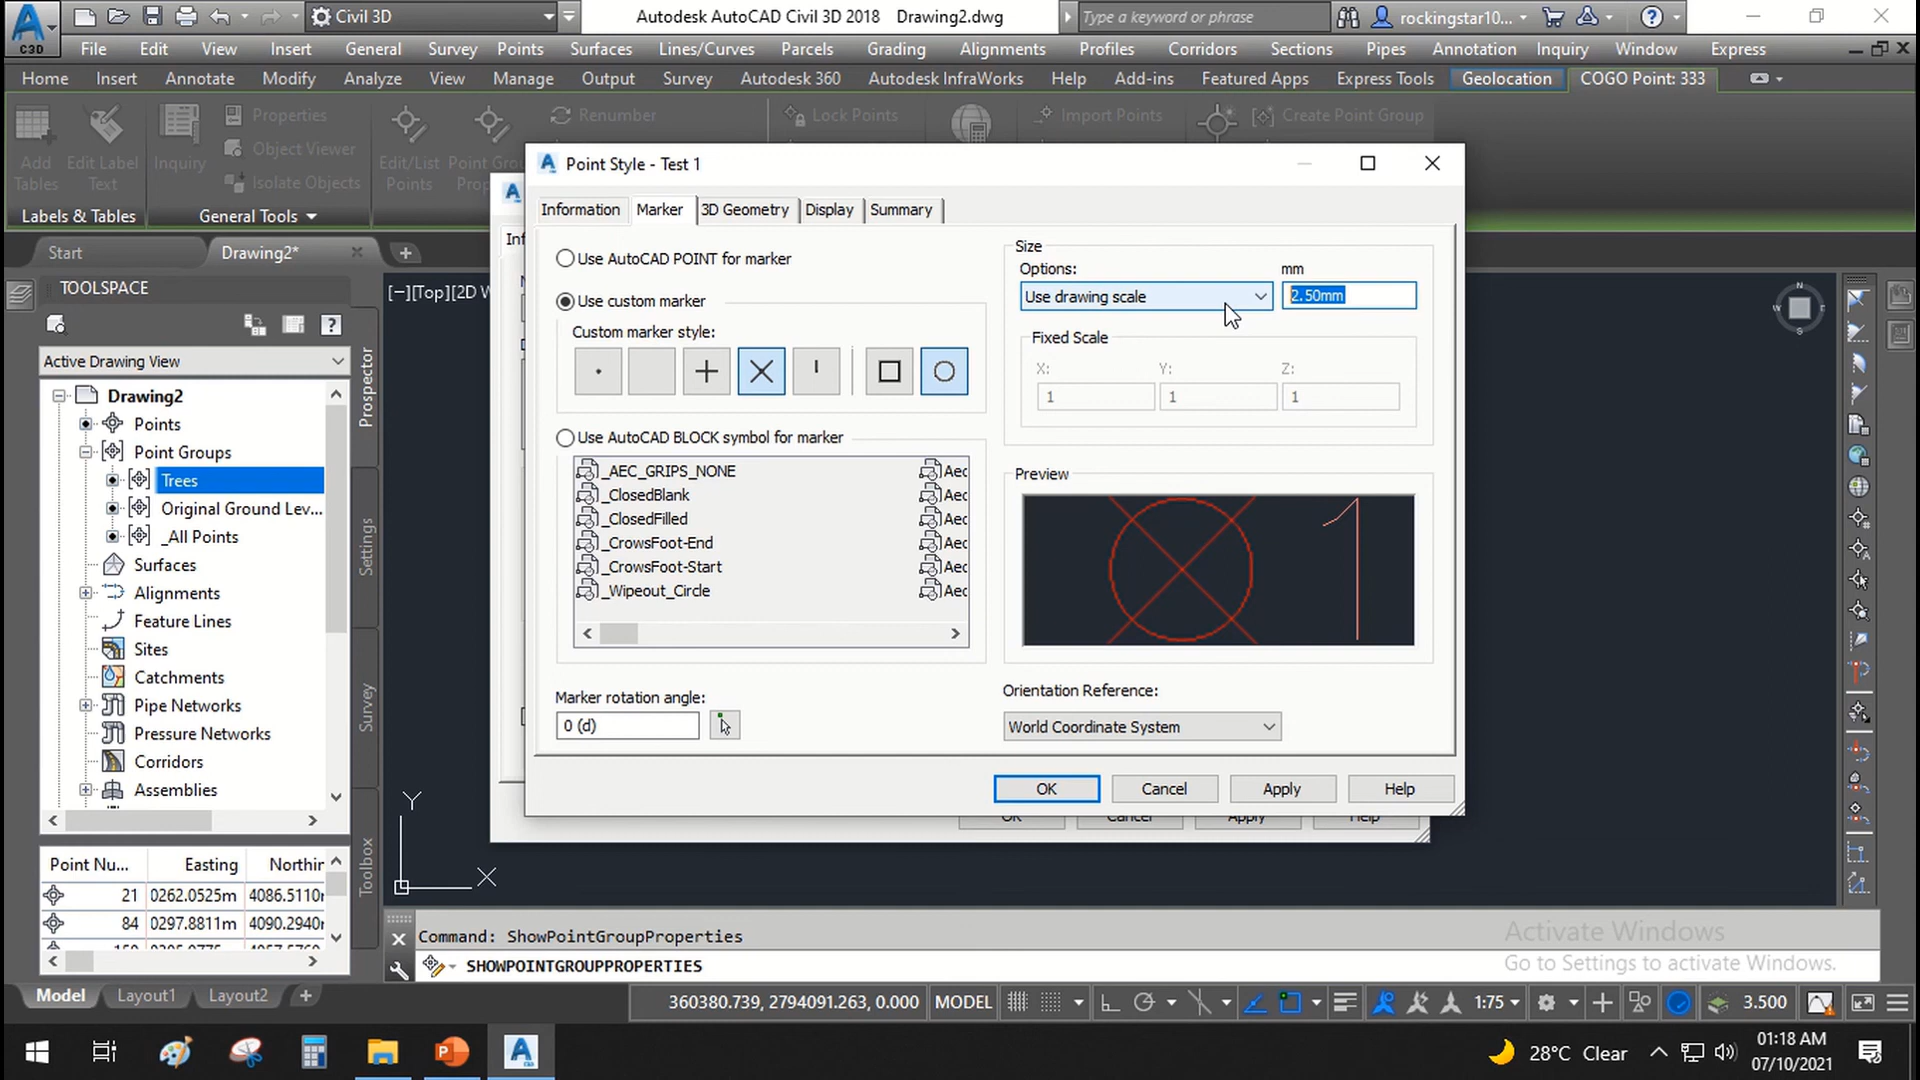 Civil 3D
Autodesk AutoCAD Civil 3D 2018 Drawing2.dwg
Type a keyword or phrase
rockingstar10...
C3D
File Edit View Insert General Survey Points Surfaces Lines/Curves Parcels Grading Alignments Profiles Corridors Sections Pipes Annotation Inquiry Window Express
Home Insert Annotate Modify Analyze View Manage Output Survey Autodesk 360 Autodesk InfraWorks Help Add-ins Featured Apps Express Tools Geolocation COGO Point: 333
Properties
Renumber
Lock Points
Import Points
Create Point Group
Object Viewer
Isolate Objects
Add
Tables
Edit Label
Text
Inquiry
Edit/List
Points
Labels & Tables
General Tools
Start
Drawing2*
TOOLSPACE
[−][Top][2D W
Active Drawing View
Drawing2
Points
Point Groups
Trees
Original Ground Lev...
_All Points
Surfaces
Alignments
Feature Lines
Sites
Catchments
Pipe Networks
Pressure Networks
Corridors
Assemblies
Prospector
Settings
Survey
Toolbox
Point Nu... Easting Northir
21 0262.0525m 4086.5110r
84 0297.8811m 4090.2940r
Point Style - Test 1
Information Marker 3D Geometry Display Summary
Use AutoCAD POINT for marker
Use custom marker
Custom marker style:
Use AutoCAD BLOCK symbol for marker
_AEC_GRIPS_NONE Aec
_ClosedBlank Aec
_ClosedFilled Aec
_CrowsFoot-End Aec
_CrowsFoot-Start Aec
_Wipeout_Circle Aec
Marker rotation angle:
0 (d)
Size
Options: mm
Use drawing scale 2.50mm
Fixed Scale
X: Y: Z:
1 1 1
Preview
1
Orientation Reference:
World Coordinate System
OK Cancel Apply Help
OK Cancel Apply Help
N
W
S
Y
X
Command: ShowPointGroupProperties
SHOWPOINTGROUPPROPERTIES
Activate Windows
Go to Settings to activate Windows.
Model Layout1 Layout2
360380.739, 2794091.263, 0.000 MODEL 1:75 3.500
28°C Clear
01:18 AM
07/10/2021